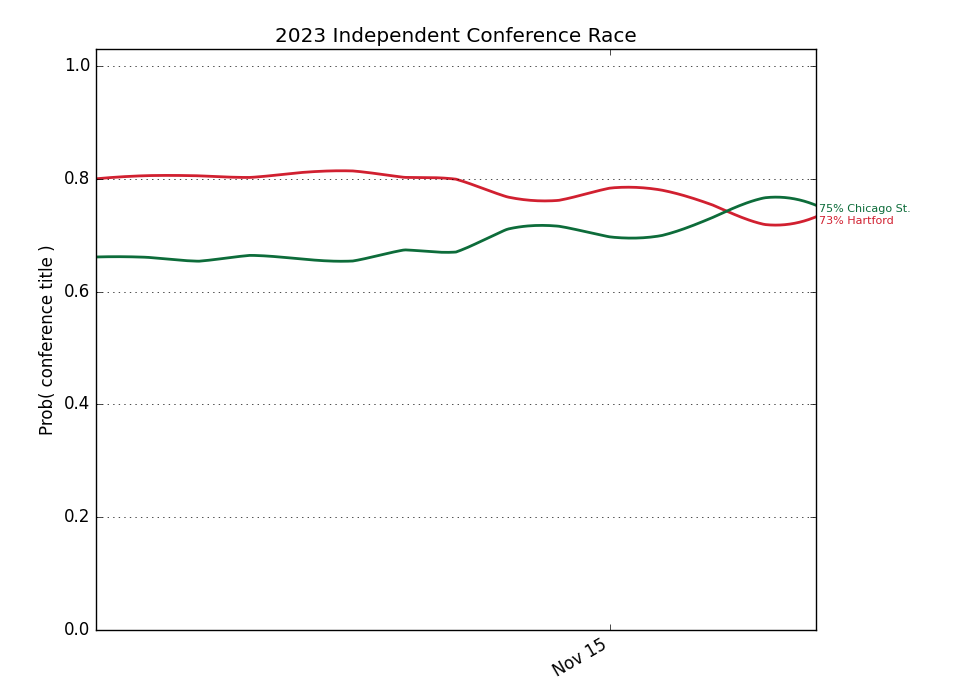 2023 Independent Conference Race
1.0
0.8
0.6
0.4
0.2
0.0
Prob( conference title )
Nov 15
75% Chicago St.
73% Hartford